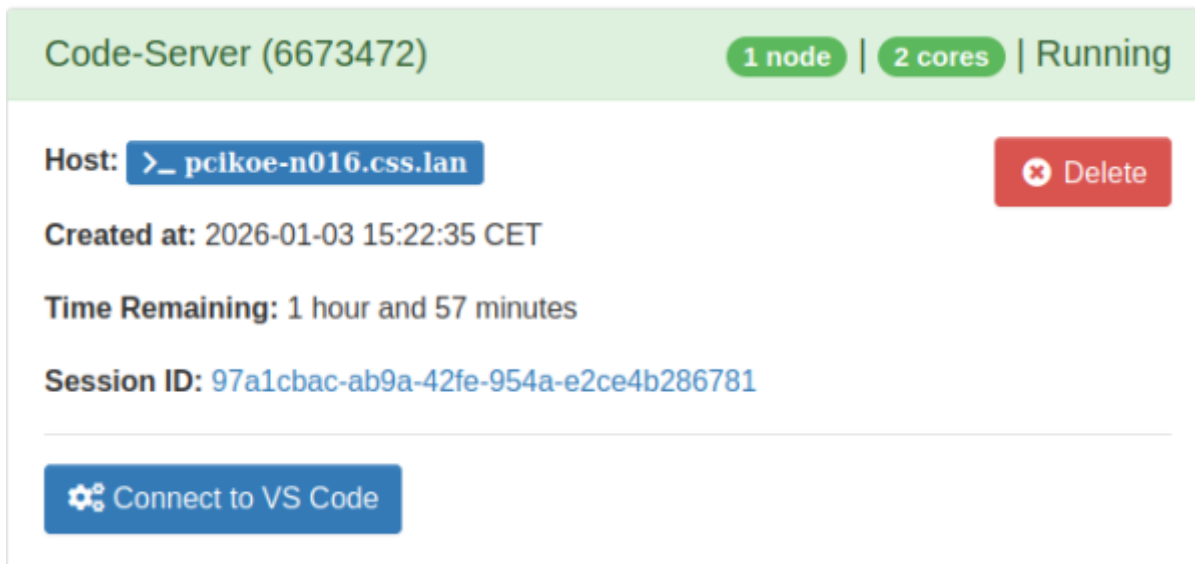 Code-Server (6673472) 1 node | 2 cores | Running
Host: >_ pcikoe-n016.css.lan Delete
Created at: 2026-01-03 15:22:35 CET
Time Remaining: 1 hour and 57 minutes
Session ID: 97a1cbac-ab9a-42fe-954a-e2ce4b286781
Connect to VS Code